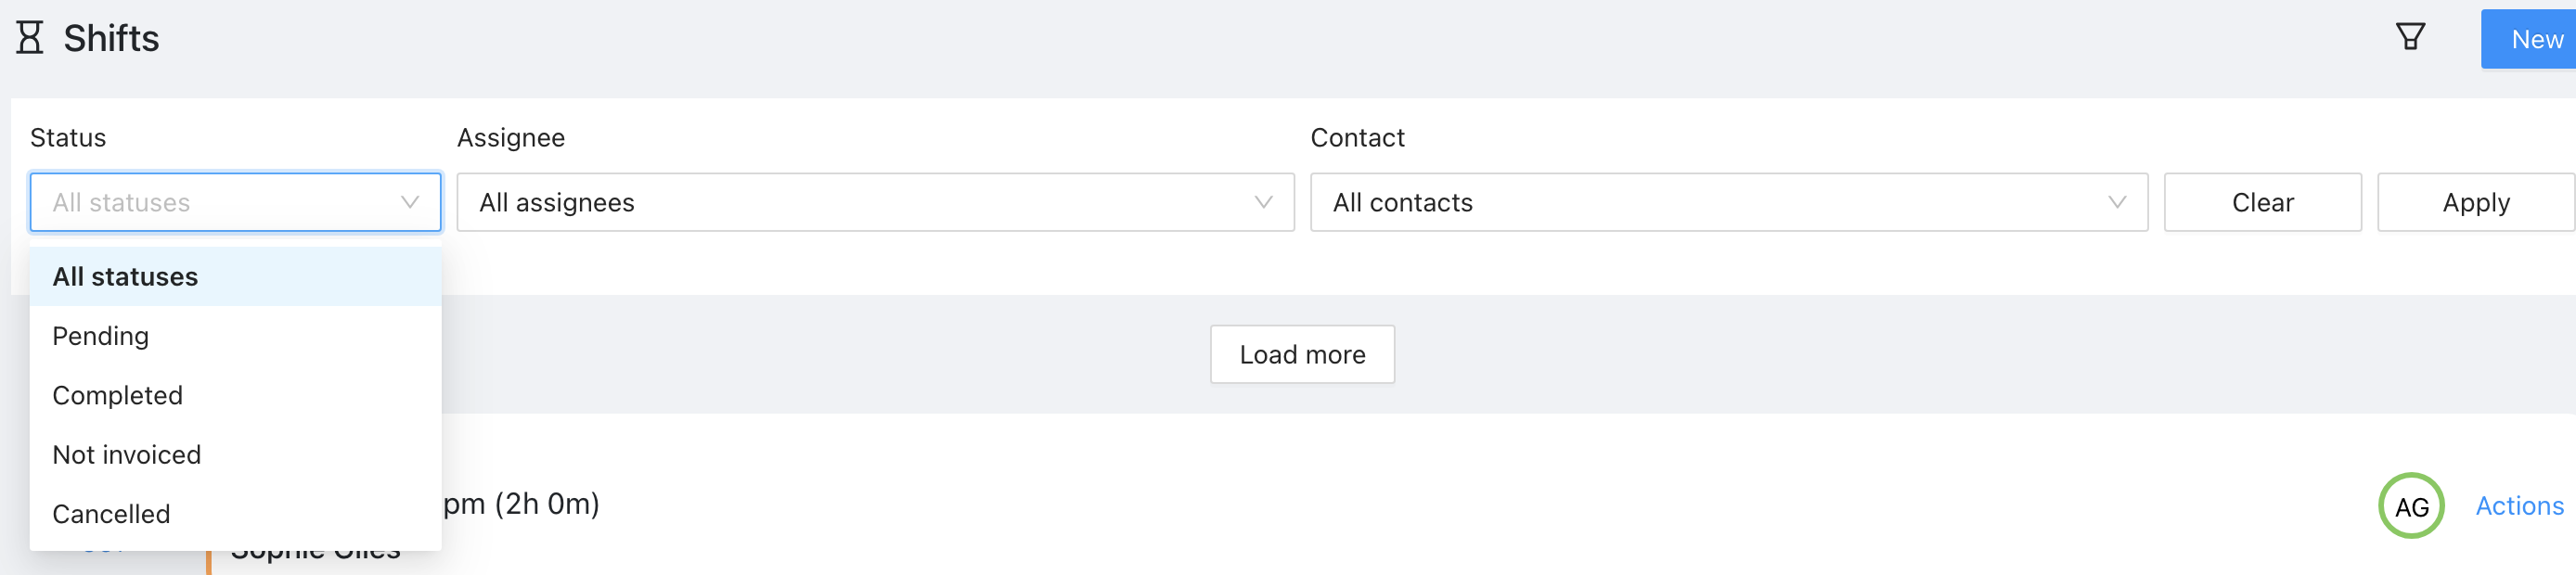 Shifts
New
Status
Assignee
Contact
All statuses
All assignees
All contacts
Clear
Apply
All statuses
Pending
Load more
Completed
Not invoiced
Cancelled
pm (2h 0m)
AG
Actions